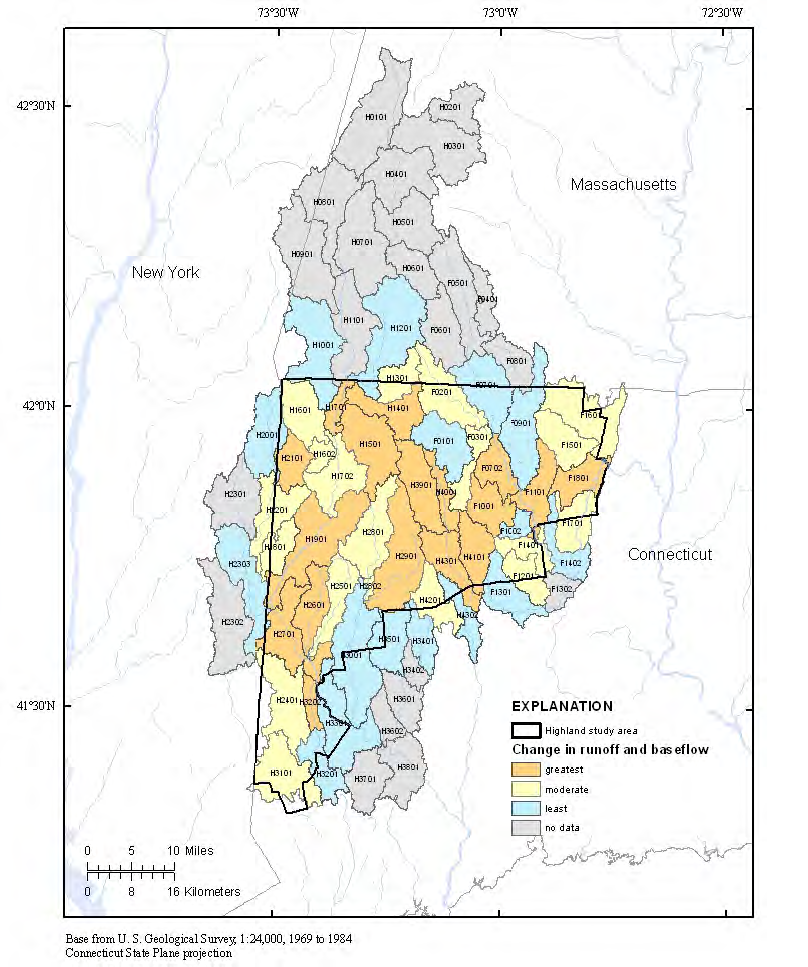 73°30'W 73°0'W 72°30'W
42°30'N
H0101
H0201
H0301
Massachusetts
H0401
H0801
H0501
H0701
H0901
New York
H0601
F0501
F0401
H1101
H1201
F0601
H1001
F0801
H1301
F0701
42°0'N
F0201
H1601
H1701
H1401
F0901
F1601
H2001
F0301
F0101
H1501
F1501
H1602
H2101
F0702
H1702
F1801
H3901
H4001
F1101
H2301
F1001
F1701
H1901
H2801
F1002
F1401
H2901
H4301
H4101
Connecticut
H2303
F1402
F1201
H2501
H2802
F1302
F1301
H4201
H2601
H4302
H2302
H2701
H3401
H3402
H2401
H3202
H3601
41°30'N
EXPLANATION
H3301
H3602
Highland study area
Change in runoff and baseflow
H3801
greatest
H3101
H3201
H3701
moderate
least
no data
0 5 10 Miles
0 8 16 Kilometers
Base from U. S. Geological Survey, 1:24,000, 1969 to 1984
Connecticut State Plane projection